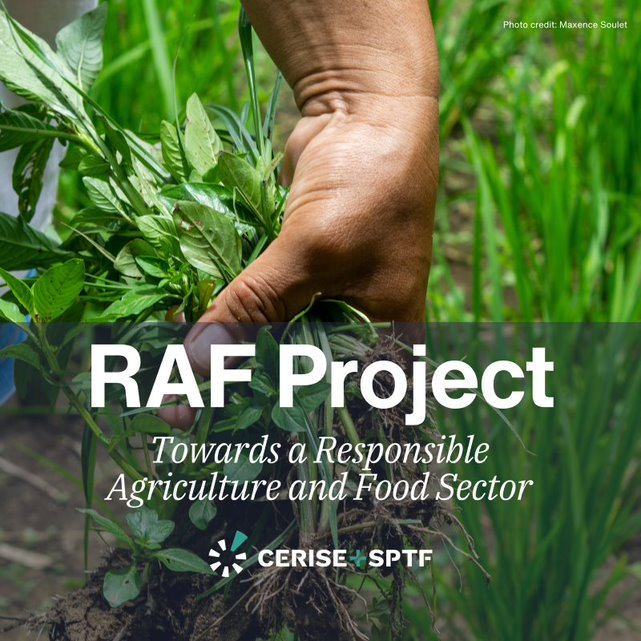 Photo credit: Maxence Soulet
RAF Project
Towards a Responsible
Agriculture and Food Sector
CERISE+SPTF